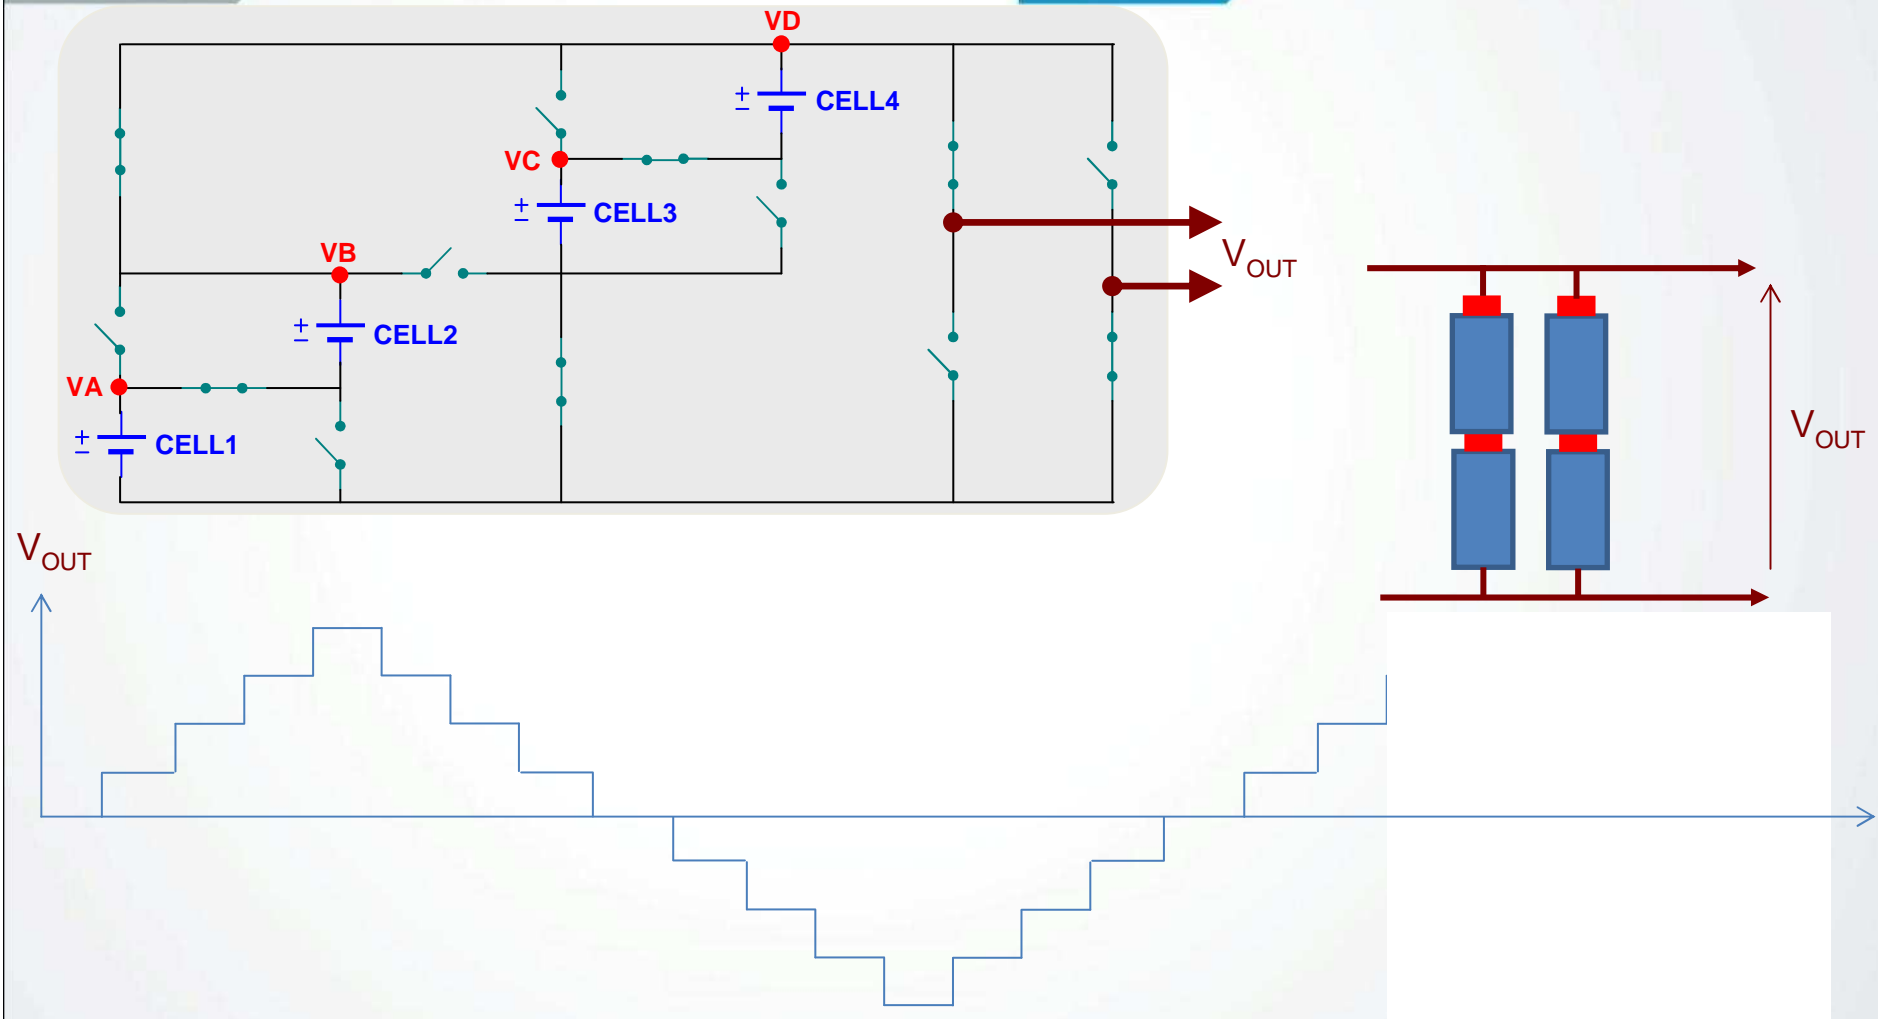 VD
+
−
CELL4
VC
+
−
CELL3
VB
VOUT
+
−
CELL2
VA
VOUT
+
−
CELL1
VOUT